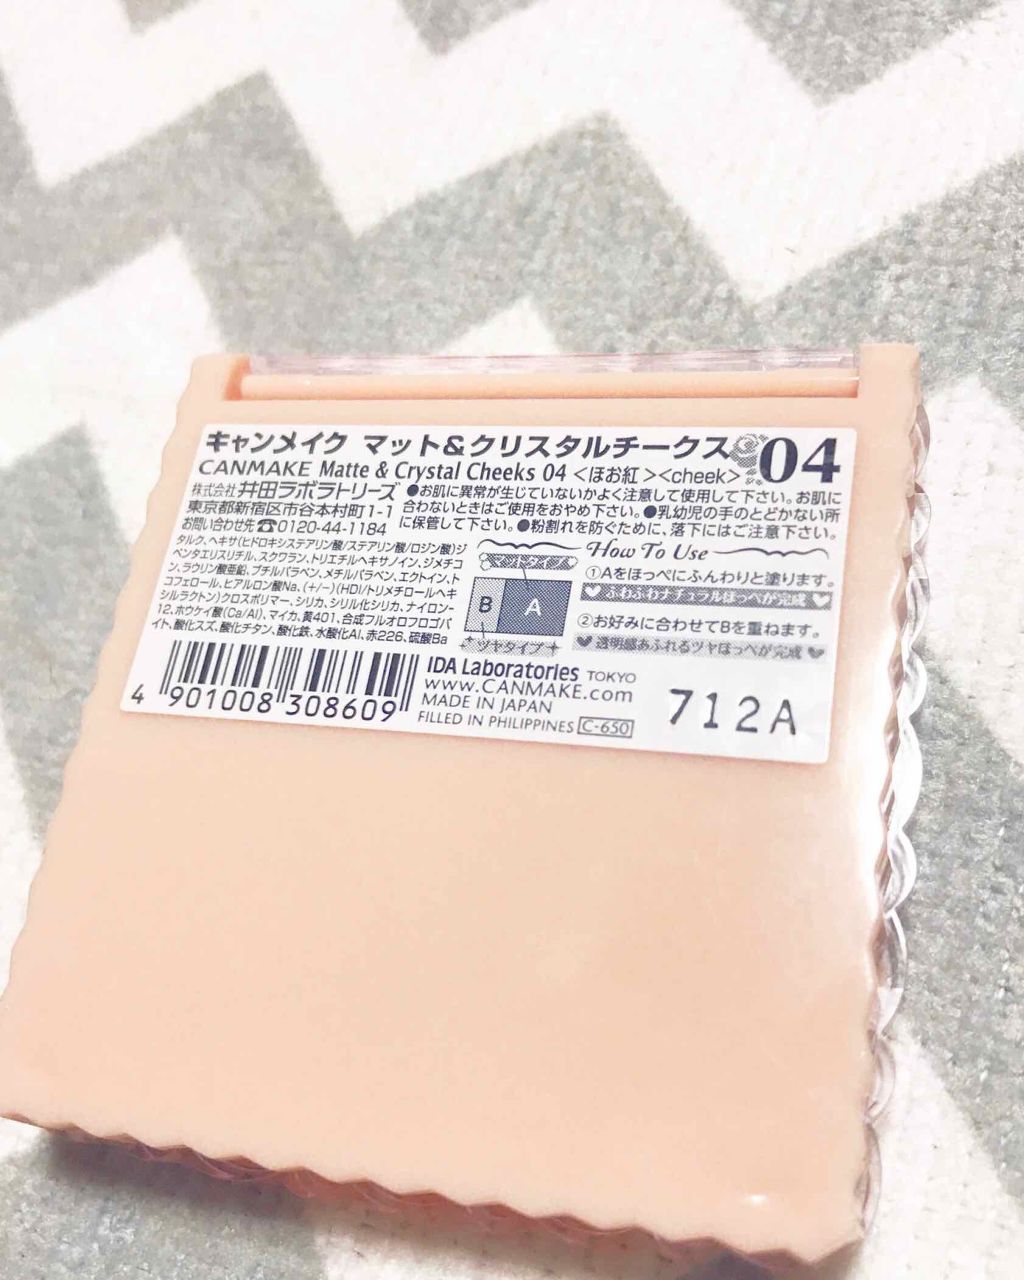 キャンメイク マット&クリスタルチークス 04
CANMAKE Matte & Crystal Cheeks 04 <ほお紅><cheek>
株式会社 井田ラボラトリーズ
東京都新宿区市谷本村町1-1
お問い合わせ先☎0120-44-1184
●お肌に異常が生じていないかよく注意して使用して下さい。お肌に
合わないときはご使用をおやめ下さい。●乳幼児の手のとどかない所
に保管して下さい。●粉割れを防ぐために、落下にはご注意下さい。
タルク、ヘキサ(ヒドロキシステアリン酸/ステアリン酸/ロジン酸)ジ
ペンタエリスリチル、スクワラン、トリエチルヘキサノイン、ジメチコ
ン、ラウリン酸亜鉛、ブチルパラベン、メチルパラベン、エクトイン、ト
コフェロール、ヒアルロン酸Na、(+/-)(HDI/トリメチロールヘキ
シルラクトン)クロスポリマー、シリカ、シリル化シリカ、ナイロン-
12、ホウケイ酸(Ca/Al)、マイカ、黄401、合成フルオロフロゴパ
イト、酸化スズ、酸化チタン、酸化鉄、水酸化Al、赤226、硫酸Ba
How To Use
マットタイプ
B A
ツヤタイプ
①Aをほっぺにふんわりと塗ります。
ふわふわナチュラルほっぺが完成
②お好みに合わせてBを重ねます。
透明感あふれるツヤほっぺが完成
4 901008 308609
IDA Laboratories TOKYO
www.CANMAKE.com
MADE IN JAPAN
FILLED IN PHILIPPINES C-650
712A